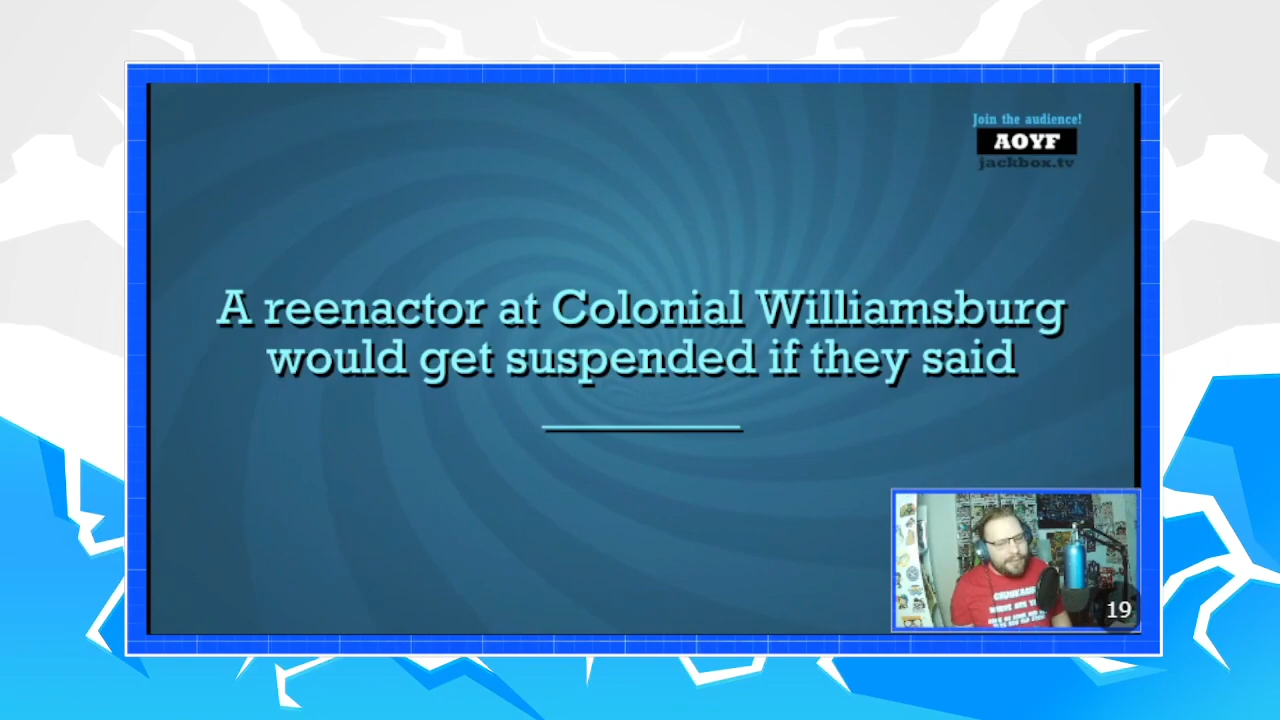 Join the audience!
AOYF
jackbox.tv
A reenactor at Colonial Williamsburg
would get suspended if they said
19